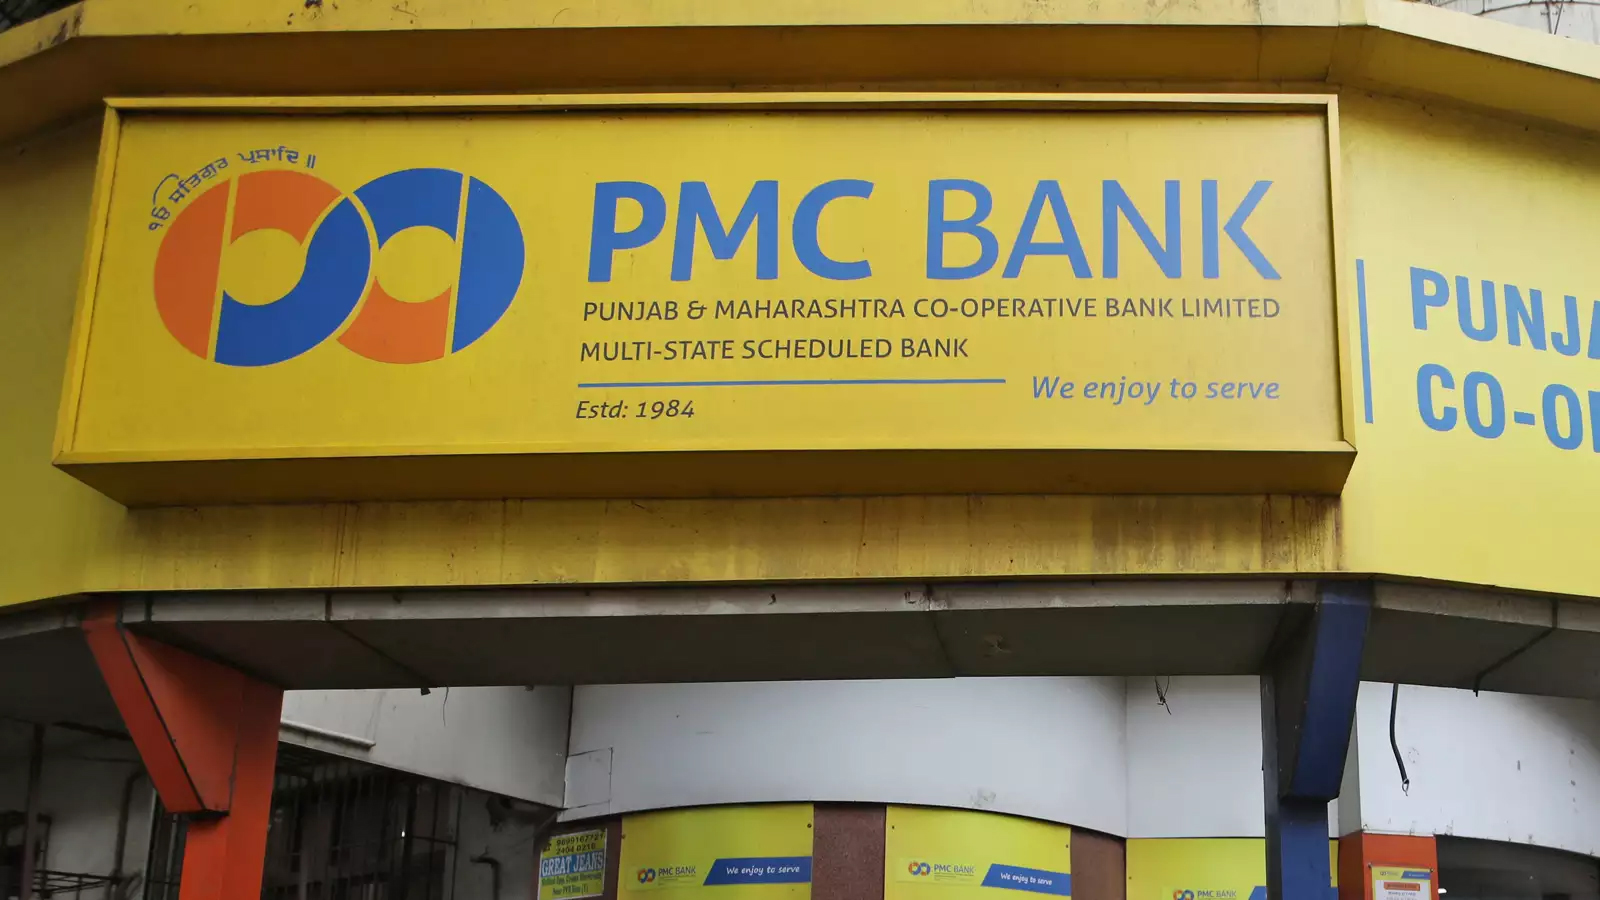 ੴ ਸਤਿਗੁਰ ਪ੍ਰਸਾਦਿ ॥
PMC BANK
PUNJAB & MAHARASHTRA CO-OPERATIVE BANK LIMITED
MULTI-STATE SCHEDULED BANK
We enjoy to serve
Estd: 1984
PUNJA
CO-O
GREAT JEANS
PMC BANK
We enjoy to serve
PMC BANK
We enjoy to serve
PMC BANK